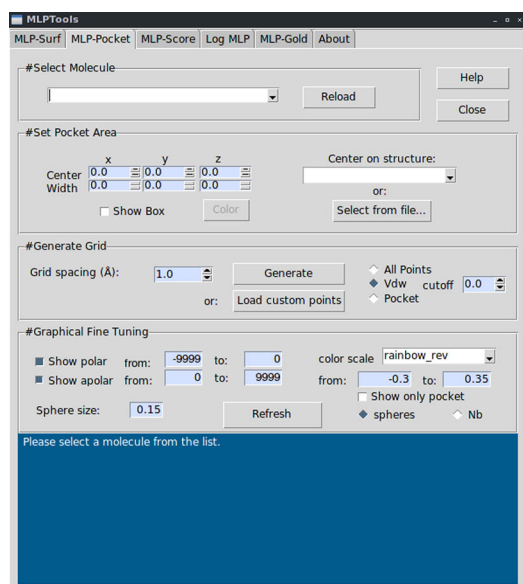 MLPTools
MLP-Surf MLP-Pocket MLP-Score Log MLP MLP-Gold About
#Select Molecule
Reload
Help
Close
#Set Pocket Area
x y z
Center 0.0 0.0 0.0
Width 0.0 0.0 0.0
Show Box Color
Center on structure:
or:
Select from file...
#Generate Grid
Grid spacing (Å): 1.0 Generate
or: Load custom points
All Points
Vdw cutoff 0.0
Pocket
#Graphical Fine Tuning
Show polar from: -9999 to: 0
Show apolar from: 0 to: 9999
Sphere size: 0.15 Refresh
color scale rainbow_rev
from: -0.3 to: 0.35
Show only pocket
spheres Nb
Please select a molecule from the list.